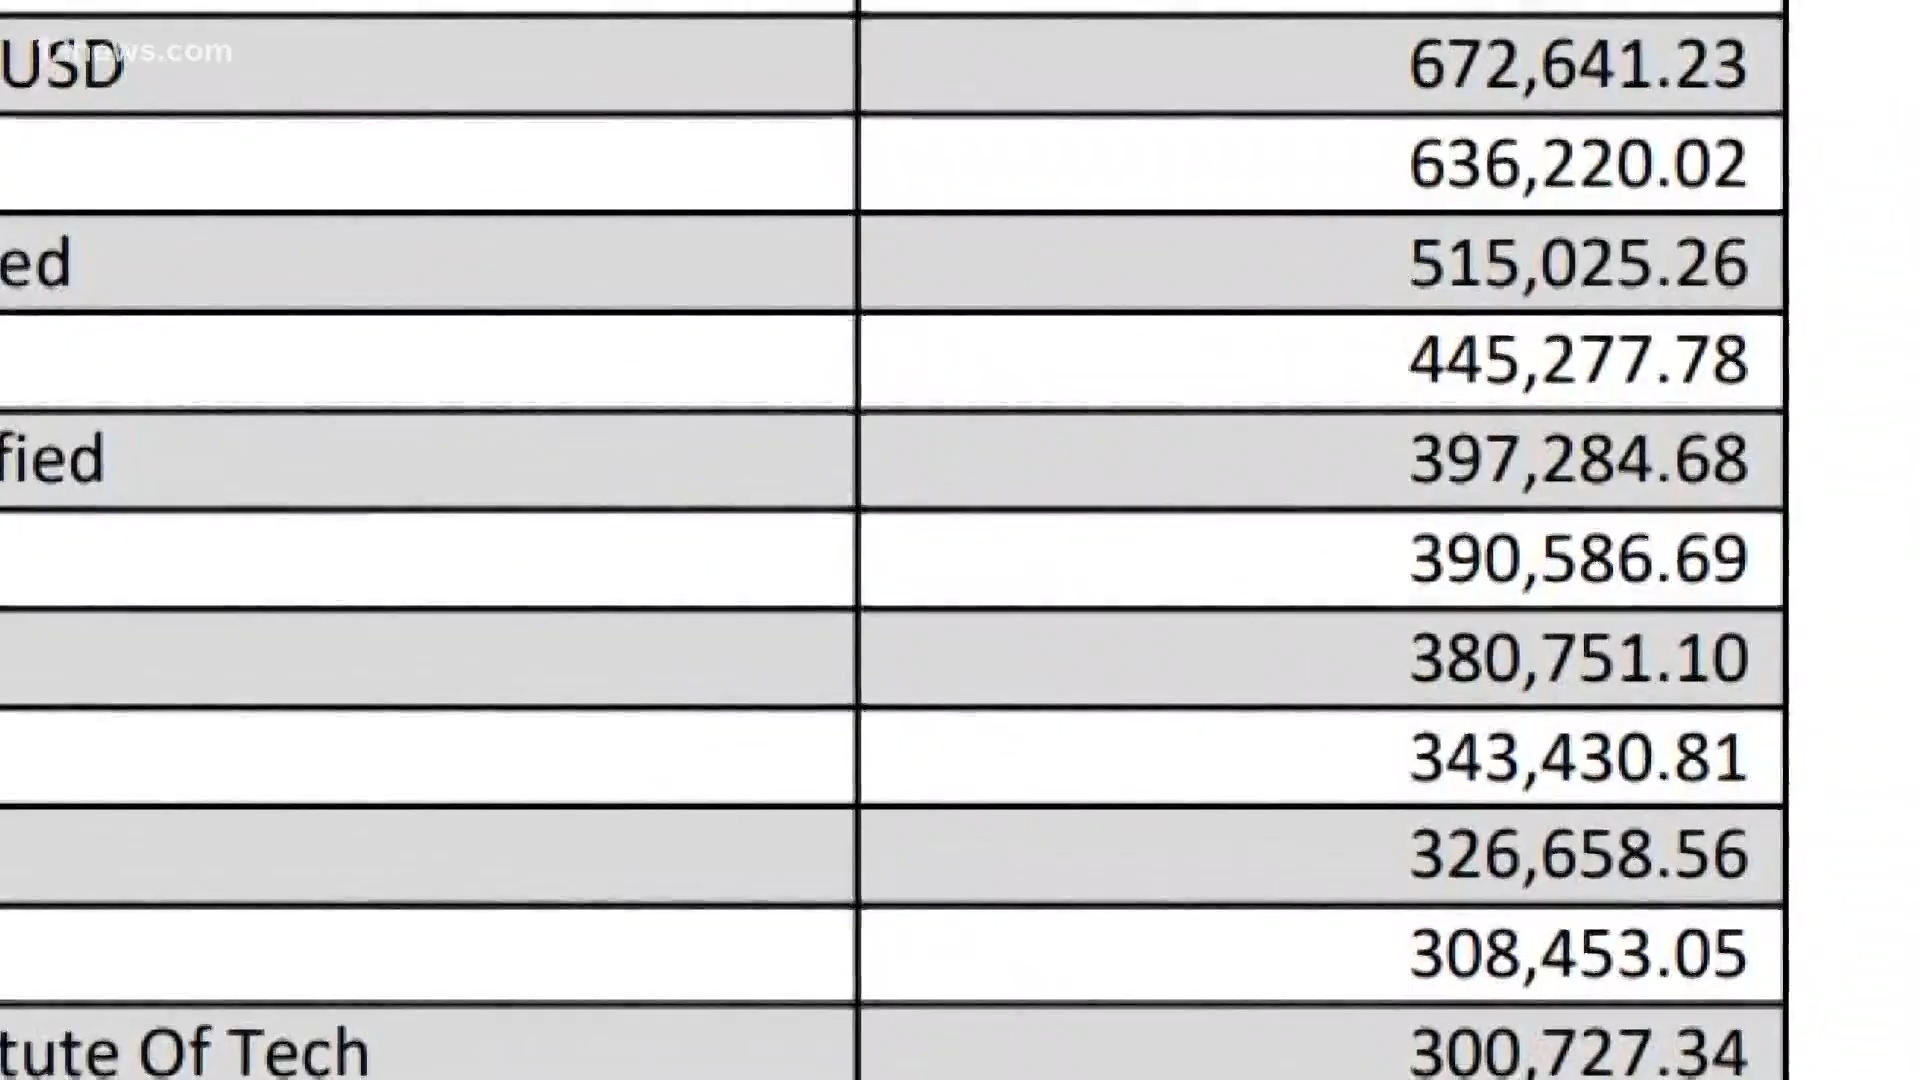 USD 672,641.23
636,220.02
ed 515,025.26
445,277.78
fied 397,284.68
390,586.69
380,751.10
343,430.81
326,658.56
308,453.05
tute Of Tech 300,727.34